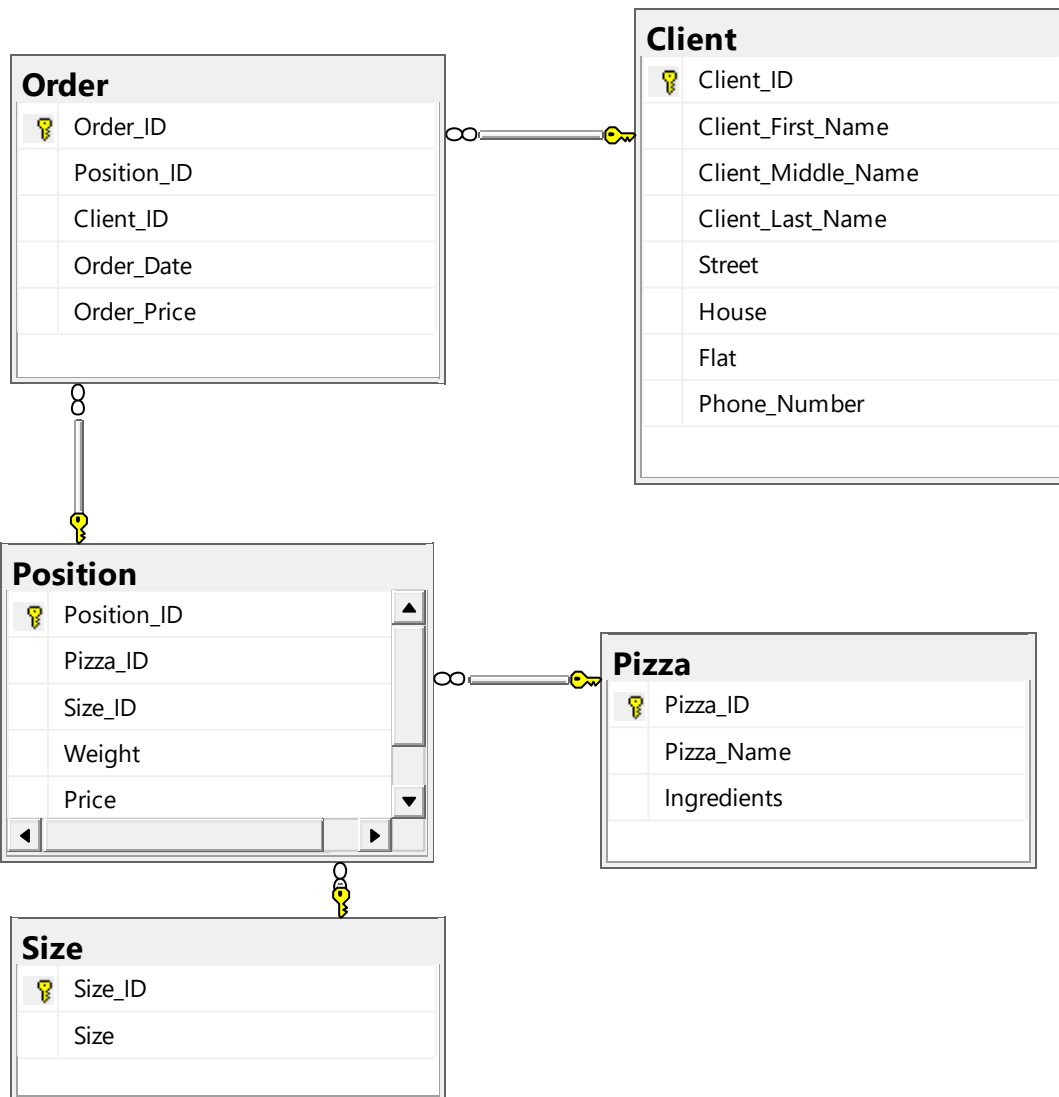 Order
Order_ID
Position_ID
Client_ID
Order_Date
Order_Price
Client
Client_ID
Client_First_Name
Client_Middle_Name
Client_Last_Name
Street
House
Flat
Phone_Number
Position
Position_ID
Pizza_ID
Size_ID
Weight
Price
Pizza
Pizza_ID
Pizza_Name
Ingredients
Size
Size_ID
Size